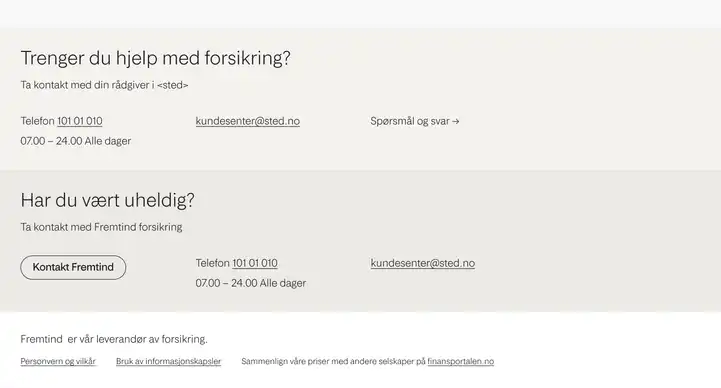 Trenger du hjelp med forsikring?
Ta kontakt med din rådgiver i <sted>
Telefon 101 01 010
kundesenter@sted.no
Spørsmål og svar →
07.00 – 24.00 Alle dager
Har du vært uheldig?
Ta kontakt med Fremtind forsikring
Kontakt Fremtind
Telefon 101 01 010
kundesenter@sted.no
07.00 – 24.00 Alle dager
Fremtind er vår leverandør av forsikring.
Personvern og vilkår
Bruk av informasjonskapsler
Sammenlign våre priser med andre selskaper på finansportalen.no